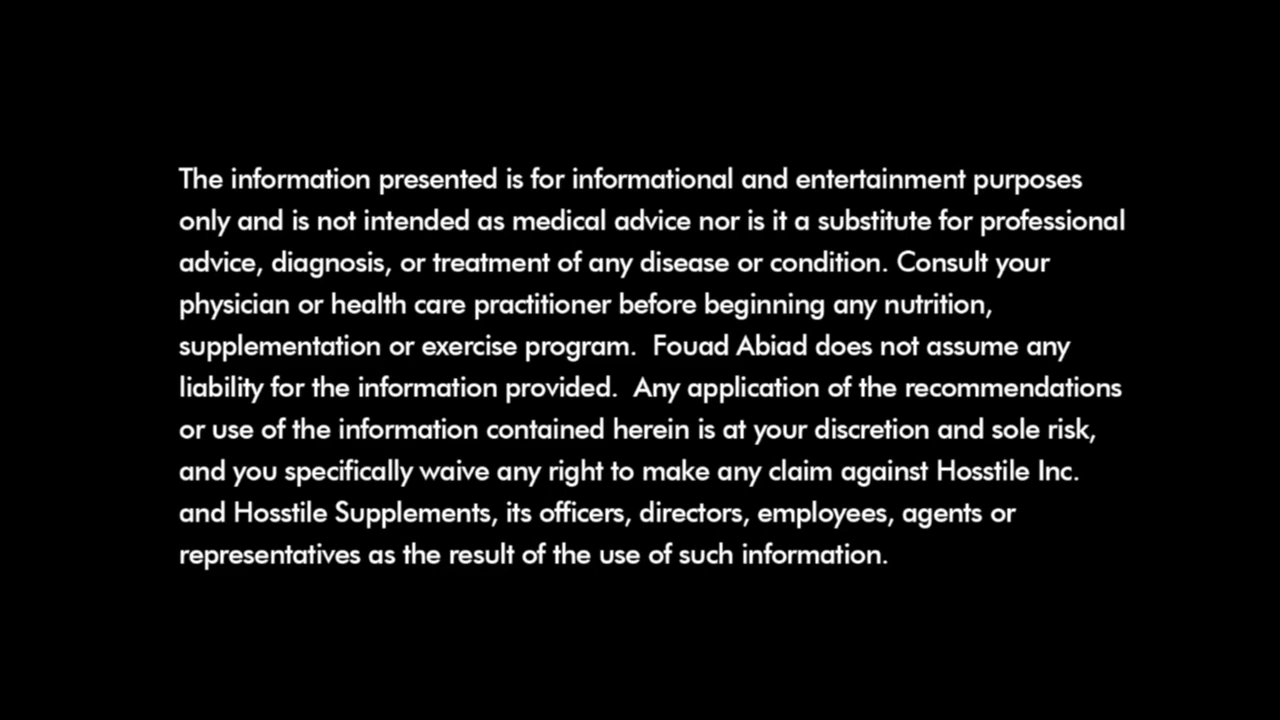 The information presented is for informational and entertainment purposes
only and is not intended as medical advice nor is it a substitute for professional
advice, diagnosis, or treatment of any disease or condition. Consult your
physician or health care practitioner before beginning any nutrition,
supplementation or exercise program.  Fouad Abiad does not assume any
liability for the information provided.  Any application of the recommendations
or use of the information contained herein is at your discretion and sole risk,
and you specifically waive any right to make any claim against Hosstile Inc.
and Hosstile Supplements, its officers, directors, employees, agents or
representatives as the result of the use of such information.